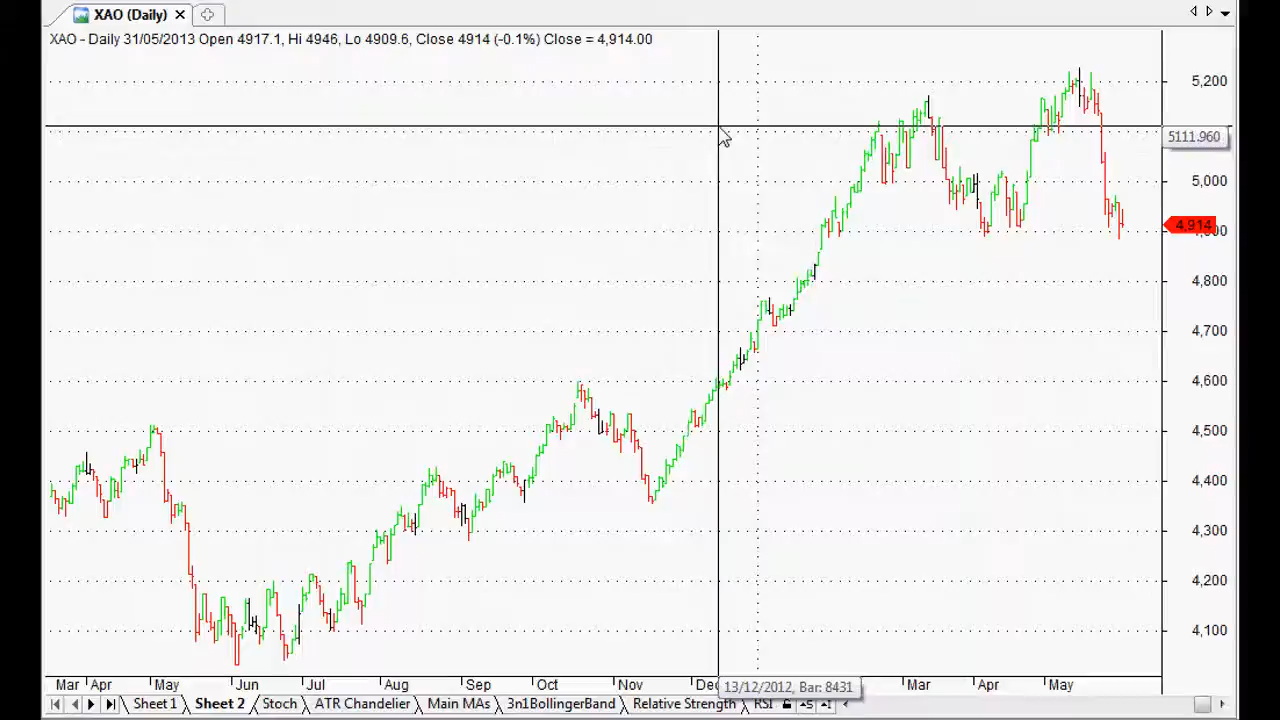 XAO (Daily)
XAO - Daily 31/05/2013 Open 4917.1, Hi 4946, Lo 4909.6, Close 4914 (-0.1%) Close = 4,914.00
5,200
5111.960
5,000
4,914
4,800
4,700
4,600
4,500
4,400
4,300
4,200
4,100
Mar Apr May Jun Jul Aug Sep Oct Nov Mar Apr May
13/12/2012, Bar: 8431
Sheet 1 Sheet 2 Stoch ATR Chandelier Main MAs 3n1BollingerBand Relative Strength RSI